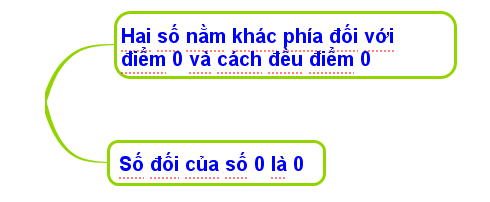 Hai số nằm khác phía đối với
điểm 0 và cách đều điểm 0
Số đối của số 0 là 0